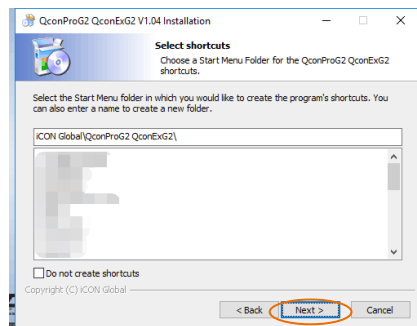 QconProG2 QconExG2 V1.04 Installation
Select shortcuts
Choose a Start Menu Folder for the QconProG2 QconExG2
shortcuts.
Select the Start Menu folder in which you would like to create the program's shortcuts. You
can also enter a name to create a new folder.
iCON Global\QconProG2 QconExG2\
Do not create shortcuts
Copyright (C) iCON Global
< Back
Next >
Cancel